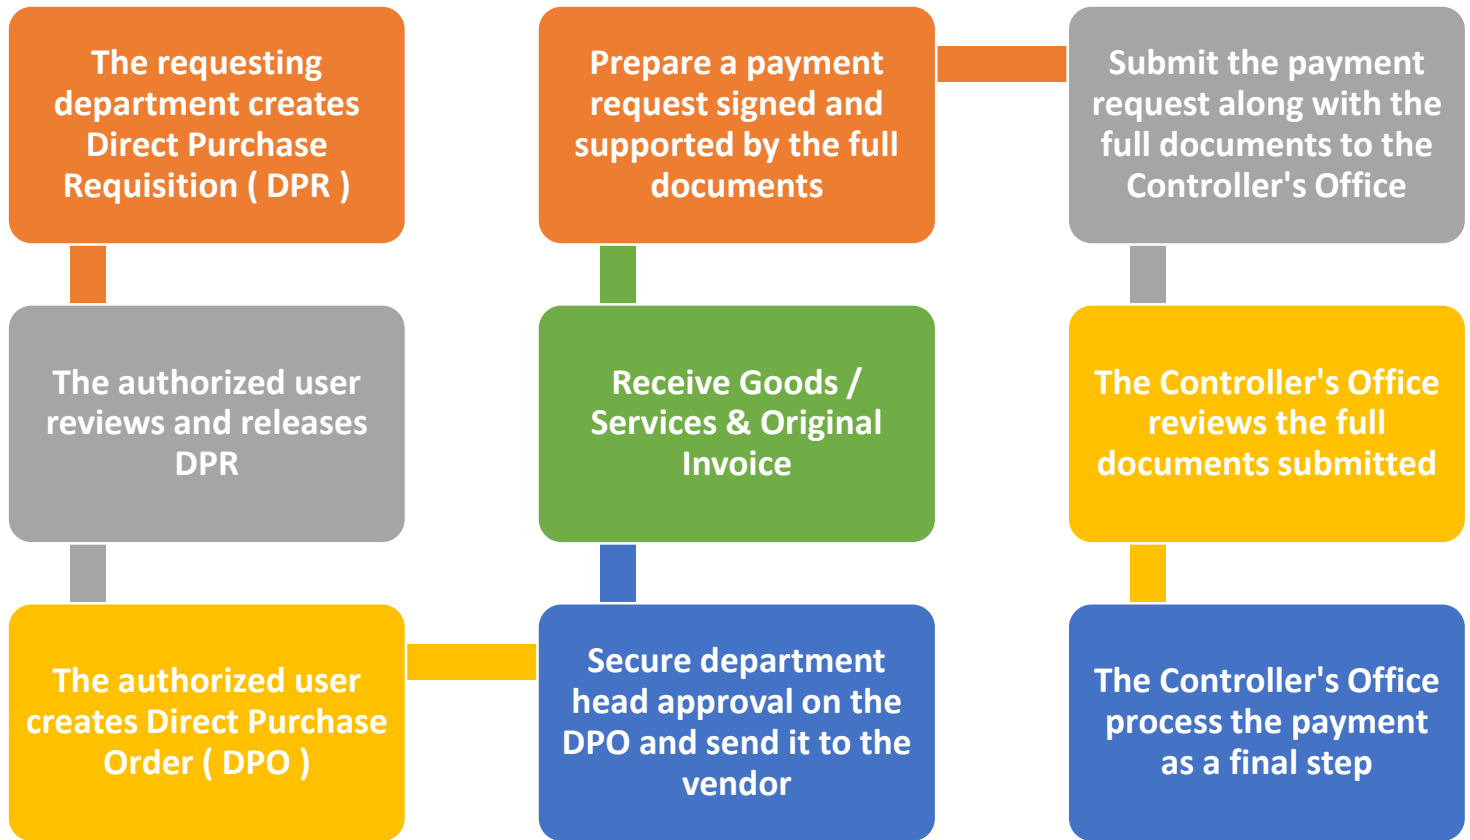 The requesting
department creates
Direct Purchase
Requisition ( DPR )
The authorized user
reviews and releases
DPR
The authorized user
creates Direct Purchase
Order ( DPO )
Secure department
head approval on the
DPO and send it to the
vendor
Receive Goods /
Services & Original
Invoice
Prepare a payment
request signed and
supported by the full
documents
Submit the payment
request along with the
full documents to the
Controller's Office
The Controller's Office
reviews the full
documents submitted
The Controller's Office
process the payment
as a final step